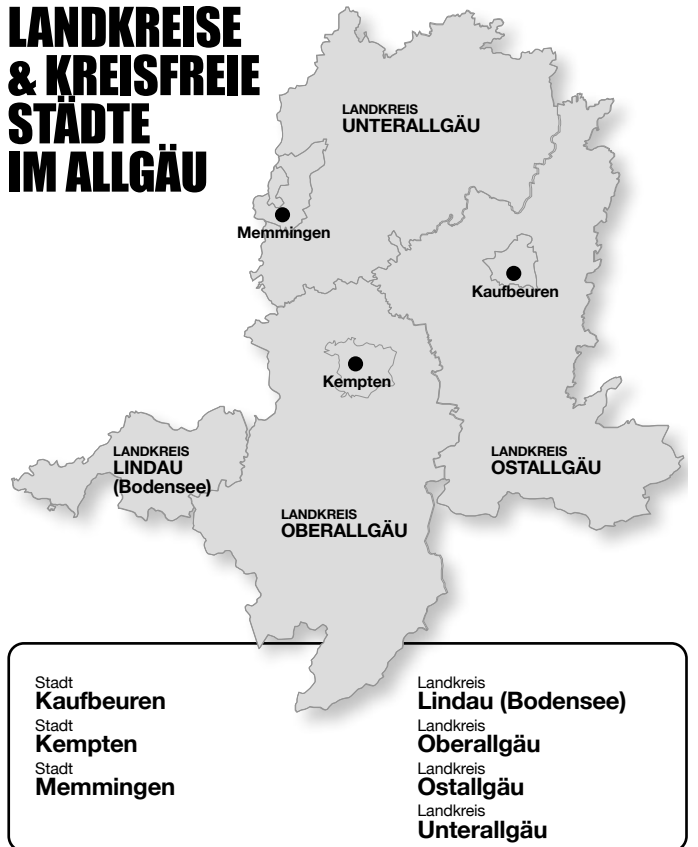 LANDKREISE
& KREISFREIE
STÄDTE
IM ALLGÄU
LANDKREIS
UNTERALLGÄU
Memmingen
Kaufbeuren
Kempten
LANDKREIS
LINDAU
(Bodensee)
LANDKREIS
OSTALLGÄU
LANDKREIS
OBERALLGÄU
Stadt
Kaufbeuren
Stadt
Kempten
Stadt
Memmingen
Landkreis
Lindau (Bodensee)
Landkreis
Oberallgäu
Landkreis
Ostallgäu
Landkreis
Unterallgäu